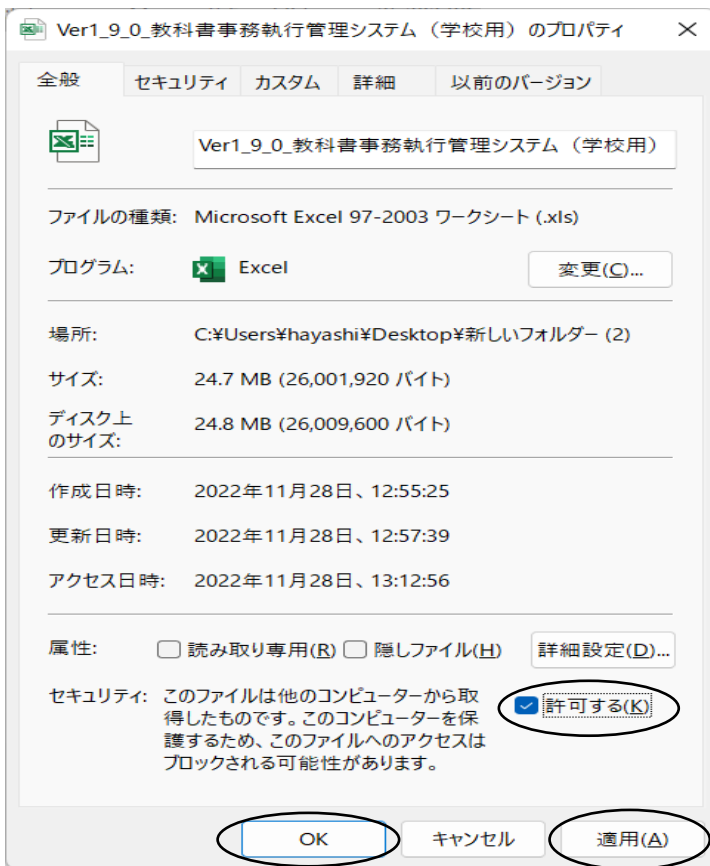 Ver1_9_0_教科書事務執行管理システム（学校用）のプロパティ
全般 セキュリティ カスタム 詳細 以前のバージョン
Ver1_9_0_教科書事務執行管理システム（学校用）
ファイルの種類: Microsoft Excel 97-2003 ワークシート (.xls)
プログラム: Excel 変更(C)...
場所: C:¥Users¥hayashi¥Desktop¥新しいフォルダー (2)
サイズ: 24.7 MB (26,001,920 バイト)
ディスク上
のサイズ: 24.8 MB (26,009,600 バイト)
作成日時: 2022年11月28日、12:55:25
更新日時: 2022年11月28日、12:57:39
アクセス日時: 2022年11月28日、13:12:56
属性: 読み取り専用(R) 隠しファイル(H) 詳細設定(D)...
セキュリティ: このファイルは他のコンピューターから取 許可する(K)
得したものです。このコンピューターを保
護するため、このファイルへのアクセスは
ブロックされる可能性があります。
OK キャンセル 適用(A)